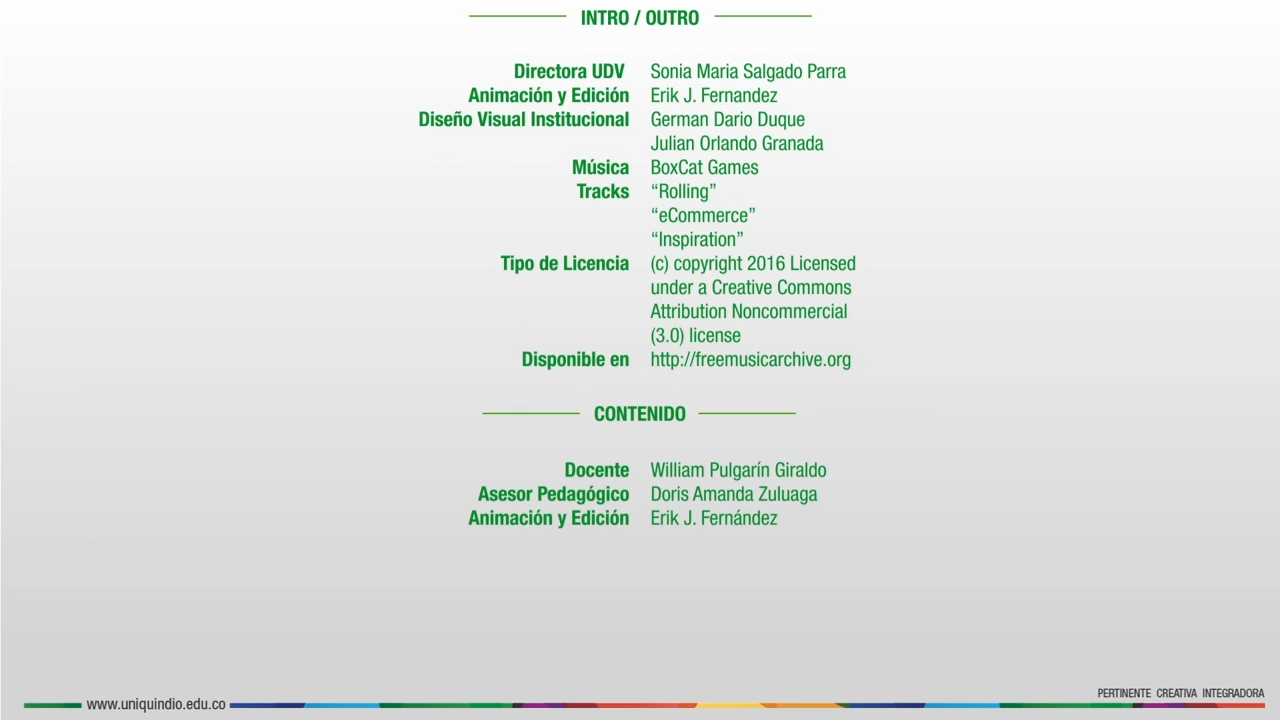 INTRO / OUTRO
Directora UDV Sonia Maria Salgado Parra
Animación y Edición Erik J. Fernandez
Diseño Visual Institucional German Dario Duque
Julian Orlando Granada
Música BoxCat Games
Tracks “Rolling”
“eCommerce”
“Inspiration”
Tipo de Licencia (c) copyright 2016 Licensed
under a Creative Commons
Attribution Noncommercial
(3.0) license
Disponible en http://freemusicarchive.org
CONTENIDO
Docente William Pulgarín Giraldo
Asesor Pedagógico Doris Amanda Zuluaga
Animación y Edición Erik J. Fernández
PERTINENTE CREATIVA INTEGRADORA
www.uniquindio.edu.co